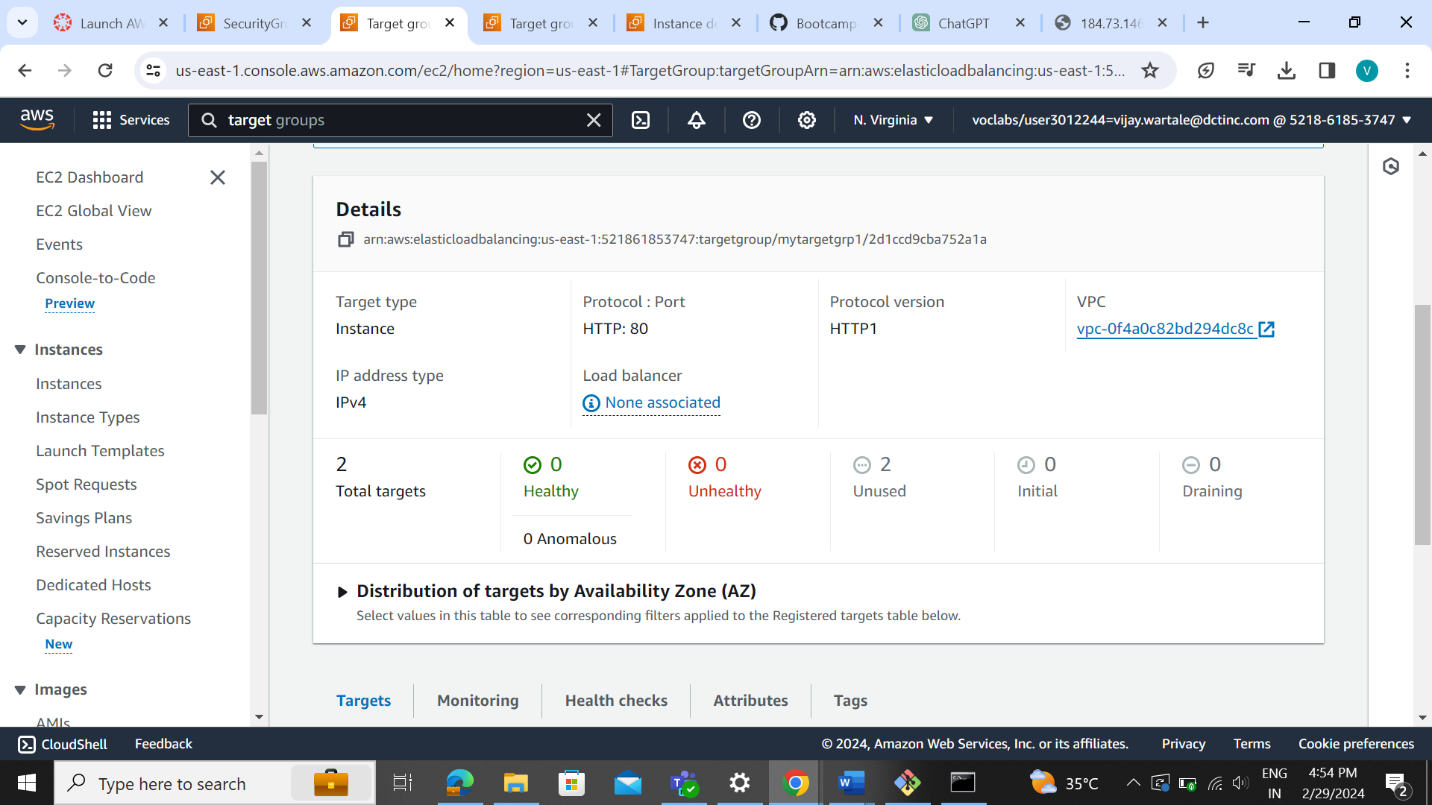 Launch AW
SecurityGr
Target gro
Target gro
Instance de
Bootcamp
ChatGPT
184.73.146
us-east-1.console.aws.amazon.com/ec2/home?region=us-east-1#TargetGroup:targetGroupArn=arn:aws:elasticloadbalancing:us-east-1:5...
V
aws
Services
target groups
N. Virginia
voclabs/user3012244=vijay.wartale@dctinc.com @ 5218-6185-3747
EC2 Dashboard
EC2 Global View
Events
Console-to-Code
Preview
Instances
Instances
Instance Types
Launch Templates
Spot Requests
Savings Plans
Reserved Instances
Dedicated Hosts
Capacity Reservations
New
Images
AMIs
Details
arn:aws:elasticloadbalancing:us-east-1:521861853747:targetgroup/mytargetgrp1/2d1ccd9cba752a1a
Target type
Instance
Protocol : Port
HTTP: 80
Protocol version
HTTP1
VPC
vpc-0f4a0c82bd294dc8c
IP address type
IPv4
Load balancer
None associated
2
Total targets
0
Healthy
0 Anomalous
0
Unhealthy
2
Unused
0
Initial
0
Draining
Distribution of targets by Availability Zone (AZ)
Select values in this table to see corresponding filters applied to the Registered targets table below.
Targets
Monitoring
Health checks
Attributes
Tags
CloudShell
Feedback
© 2024, Amazon Web Services, Inc. or its affiliates.
Privacy
Terms
Cookie preferences
Type here to search
35°C
ENG
IN
4:54 PM
2/29/2024
2